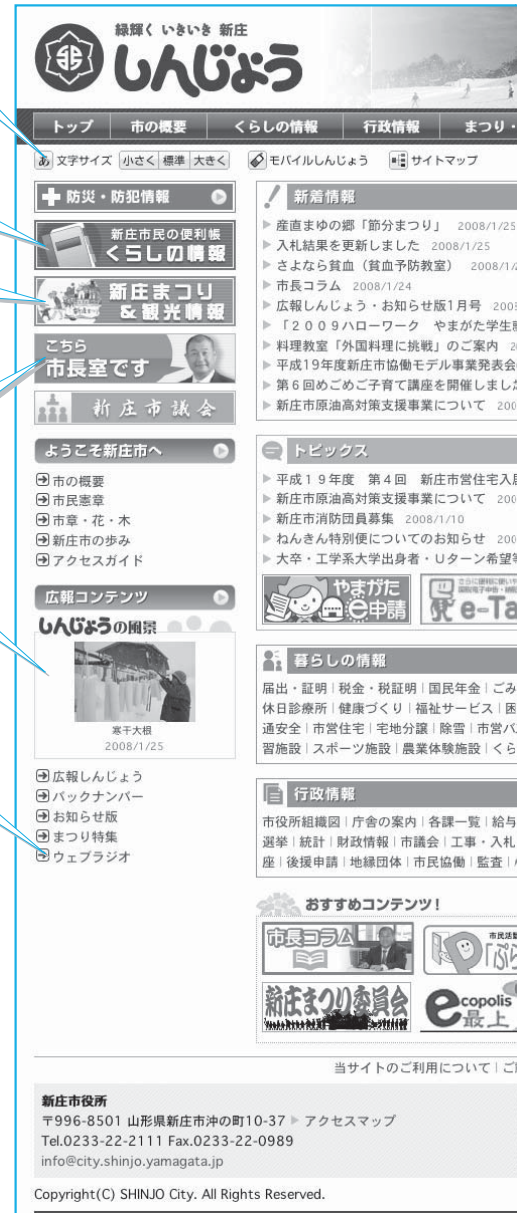 緑輝く いきいき 新庄
しんじょう
トップ 市の概要 くらしの情報 行政情報 まつり・
あ 文字サイズ 小さく 標準 大きく モバイルしんじょう サイトマップ
防災・防犯情報
新庄市民の便利帳
くらしの情報
新庄まつり
&観光情報
こちら
市長室です
新庄市議会
ようこそ新庄市へ
市の概要
市民憲章
市章・花・木
新庄市の歩み
アクセスガイド
広報コンテンツ
しんじょうの風景
寒干大根
2008/1/25
広報しんじょう
バックナンバー
お知らせ版
まつり特集
ウェブラジオ
新着情報
産直まゆの郷「節分まつり」 2008/1/25
入札結果を更新しました 2008/1/25
さよなら貧血(貧血予防教室) 2008/1/2
市長コラム 2008/1/24
広報しんじょう・お知らせ版1月号 200
「2009ハローワーク やまがた学生
料理教室「外国料理に挑戦」のご案内 2
平成19年度新庄市協働モデル事業発表会
第6回めごめご子育て講座を開催しまし
新庄市原油高対策支援事業について 200
トピックス
平成19年度 第4回 新庄市営住宅入
新庄市原油高対策支援事業について 200
新庄市消防団員募集 2008/1/10
ねんきん特別便についてのお知らせ 200
大卒・工学系大学出身者・Uターン希望
やまがた
e申請
e-Ta
暮らしの情報
届出・証明|税金・税証明|国民年金|ごみ
休日診療所|健康づくり|福祉サービス|医
通安全|市営住宅|宅地分譲|除雪|市営バ
習施設|スポーツ施設|農業体験施設|くら
行政情報
市役所組織図|庁舎の案内|各課一覧|給与
選挙|統計|財政情報|市議会|工事・入札
座|後援申請|地縁団体|市民協働|監査|
おすすめコンテンツ!
市長コラム
市民活
「ぷら
新庄まつり委員会
ecopolis
最上
当サイトのご利用について|ご
新庄市役所
〒996-8501 山形県新庄市沖の町10-37 アクセスマップ
Tel.0233-22-2111 Fax.0233-22-0989
info@city.shinjo.yamagata.jp
Copyright(C) SHINJO City. All Rights Reserved.